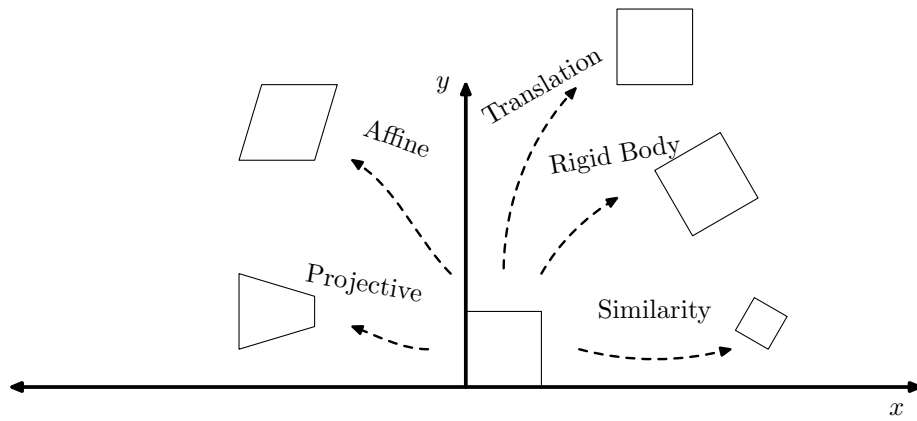 y
Translation
Affine
Rigid Body
Projective
Similarity
x